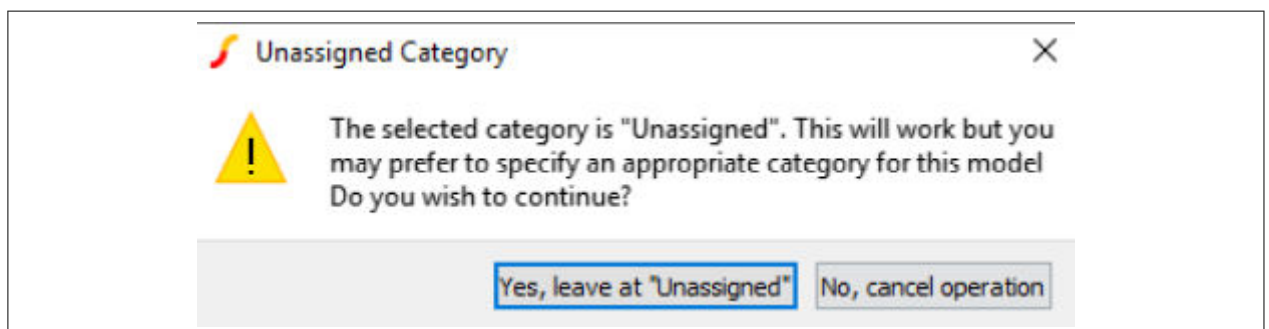 Unassigned Category
The selected category is "Unassigned". This will work but you
may prefer to specify an appropriate category for this model
Do you wish to continue?
Yes, leave at "Unassigned"
No, cancel operation